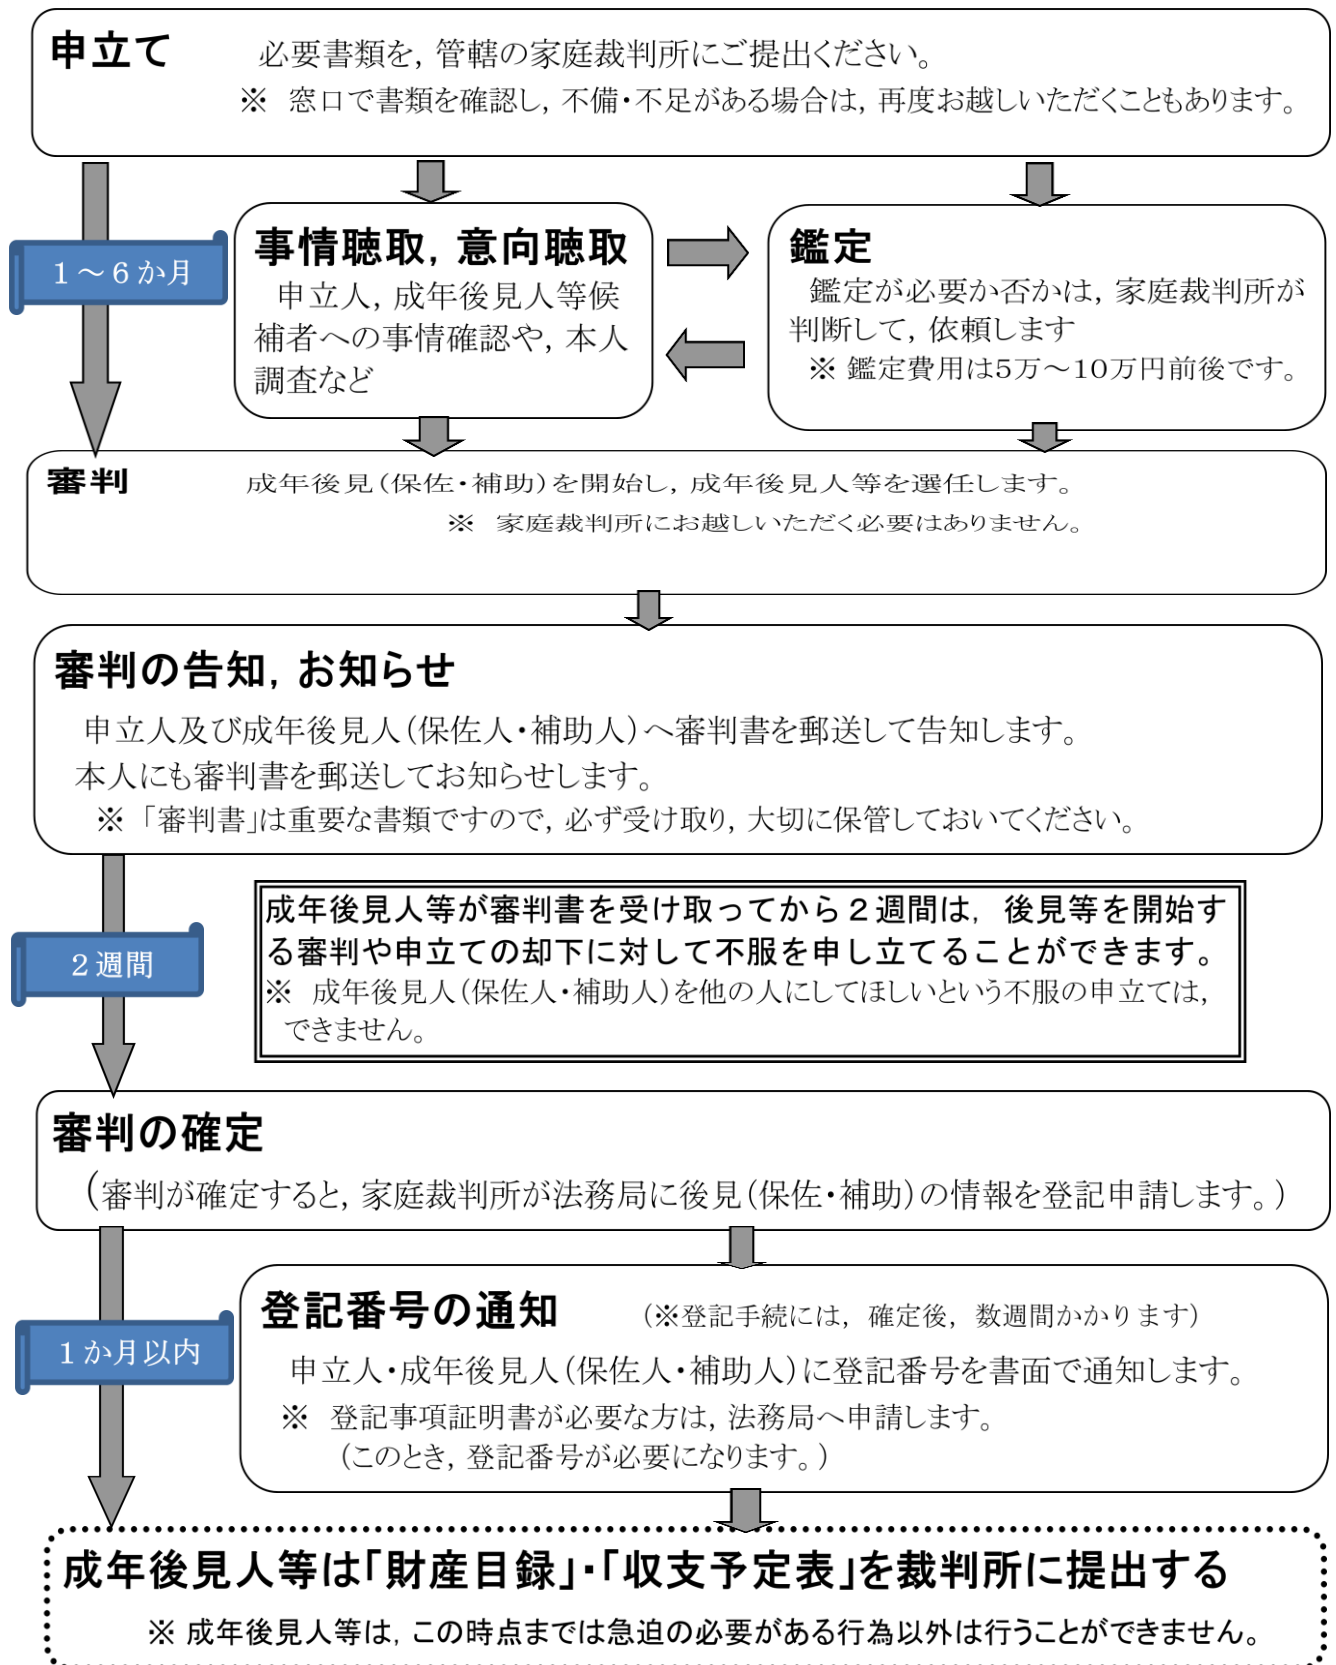 申立て　必要書類を，管轄の家庭裁判所にご提出ください。
※　窓口で書類を確認し，不備・不足がある場合は，再度お越しいただくこともあります。
１～６か月
事情聴取，意向聴取
申立人，成年後見人等候
補者への事情確認や，本人
調査など
鑑定
鑑定が必要か否かは，家庭裁判所が
判断して，依頼します
※ 鑑定費用は5万～10万円前後です。
審判　成年後見（保佐・補助）を開始し，成年後見人等を選任します。
※　家庭裁判所にお越しいただく必要はありません。
審判の告知，お知らせ
申立人及び成年後見人（保佐人・補助人）へ審判書を郵送して告知します。
本人にも審判書を郵送してお知らせします。
※ 「審判書」は重要な書類ですので，必ず受け取り，大切に保管しておいてください。
２週間
成年後見人等が審判書を受け取ってから２週間は，後見等を開始す
る審判や申立ての却下に対して不服を申し立てることができます。
※　成年後見人（保佐人・補助人）を他の人にしてほしいという不服の申立ては，
できません。
審判の確定
（審判が確定すると，家庭裁判所が法務局に後見（保佐・補助）の情報を登記申請します。）
１か月以内
登記番号の通知　（※登記手続には，確定後，数週間かかります）
申立人・成年後見人（保佐人・補助人）に登記番号を書面で通知します。
※　登記事項証明書が必要な方は，法務局へ申請します。
（このとき，登記番号が必要になります。）
成年後見人等は「財産目録」・「収支予定表」を裁判所に提出する
※ 成年後見人等は，この時点までは急迫の必要がある行為以外は行うことができません。